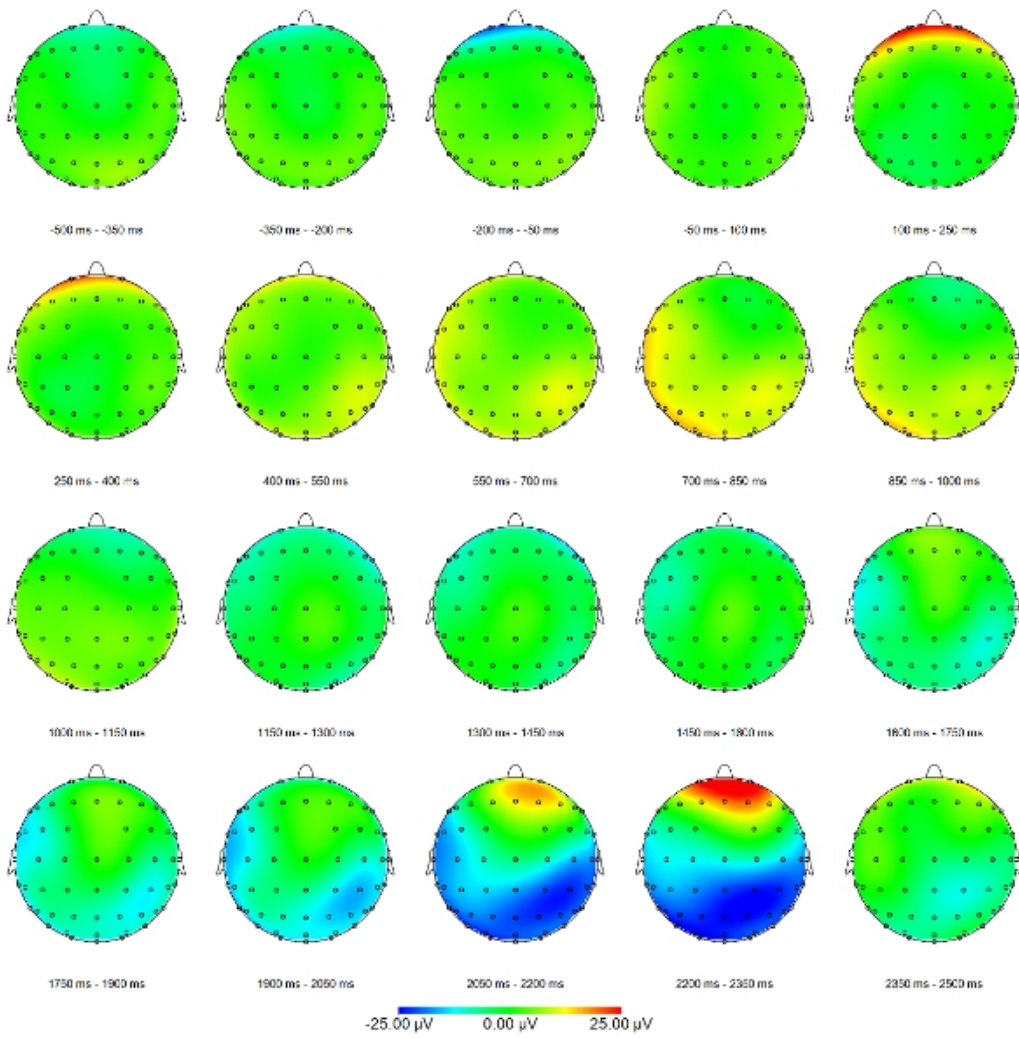 -500 ms - -350 ms
-350 ms - -200 ms
-200 ms - -50 ms
-50 ms - 100 ms
100 ms - 250 ms
250 ms - 400 ms
400 ms - 550 ms
550 ms - 700 ms
700 ms - 850 ms
850 ms - 1000 ms
1000 ms - 1150 ms
1150 ms - 1300 ms
1300 ms - 1450 ms
1450 ms - 1600 ms
1600 ms - 1750 ms
1750 ms - 1900 ms
1900 ms - 2050 ms
2050 ms - 2200 ms
2200 ms - 2350 ms
2350 ms - 2500 ms
-25.00 µV 0.00 µV 25.00 µV